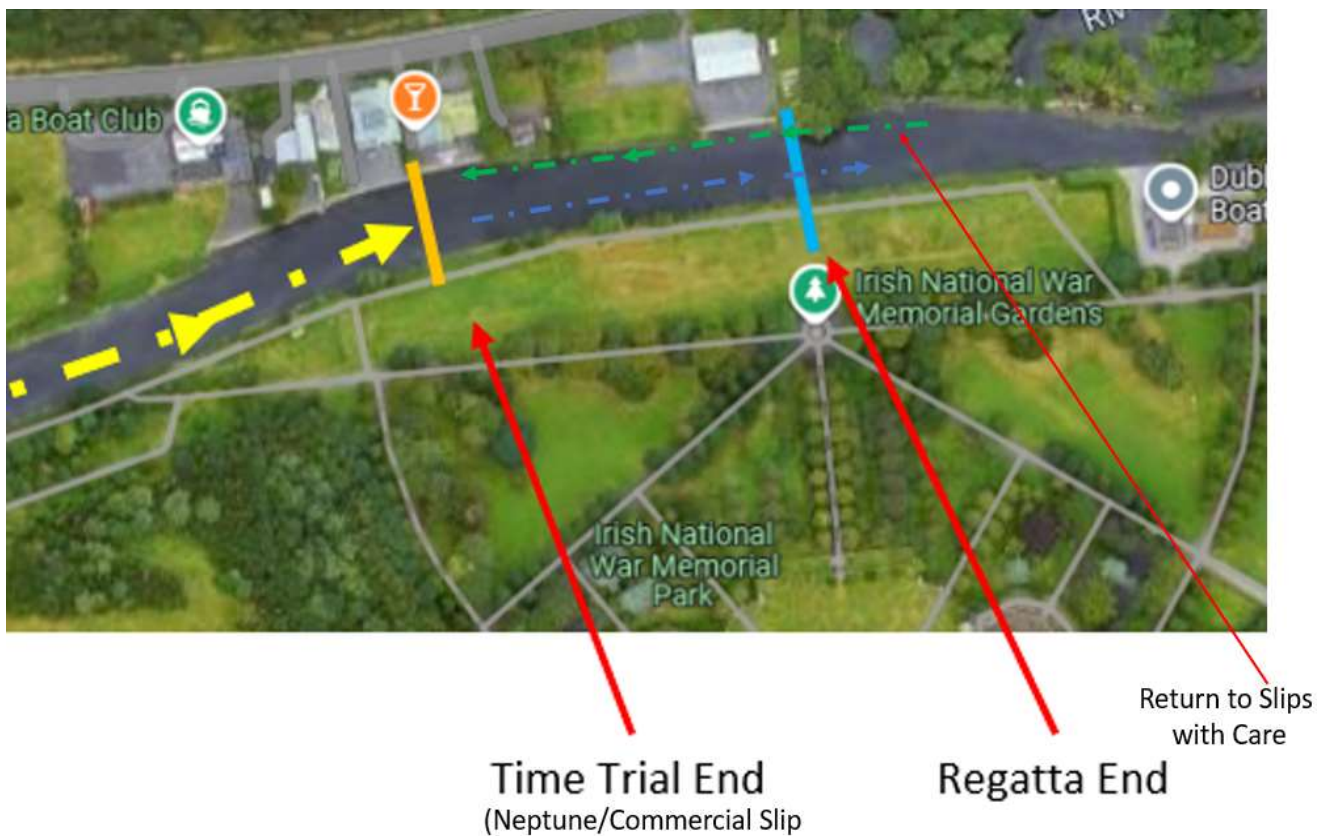 RN
a Boat Club
Dubl
Boat
Irish National War
Memorial Gardens
Irish National
War Memorial
Park
Return to Slips
with Care
Time Trial End
(Neptune/Commercial Slip
Regatta End